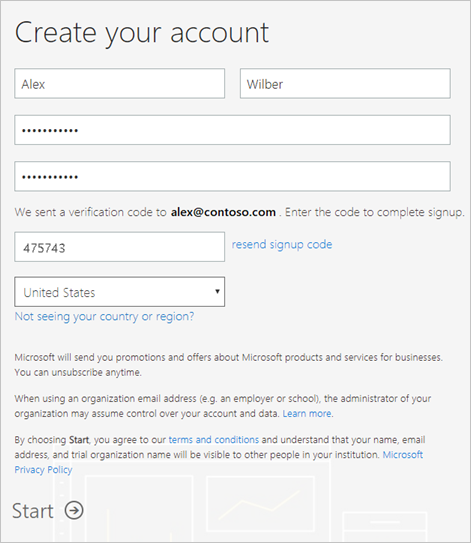 Create your account
Alex Wilber
•••••••••••
•••••••••••
We sent a verification code to alex@contoso.com . Enter the code to complete signup.
475743 resend signup code
United States
Not seeing your country or region?
Microsoft will send you promotions and offers about Microsoft products and services for businesses.
You can unsubscribe anytime.
When using an organization email address (e.g. an employer or school), the administrator of your
organization may assume control over your account and data. Learn more.
By choosing Start, you agree to our terms and conditions and understand that your name, email
address, and trial organization name will be visible to other people in your institution. Microsoft
Privacy Policy
Start